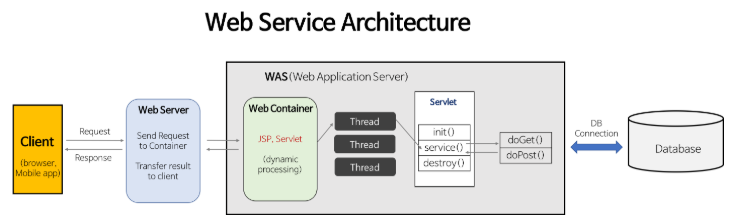 Web Service Architecture
WAS(Web Application Server)
Client
(browser,
Mobile app)
Request
Response
Web Server
Send Request
to Container
Transfer result
to client
Web Container
JSP, Servlet
(dynamic
processing)
Thread
Thread
Thread
Servlet
init()
service()
destroy()
doGet()
doPost()
DB
Connection
Database